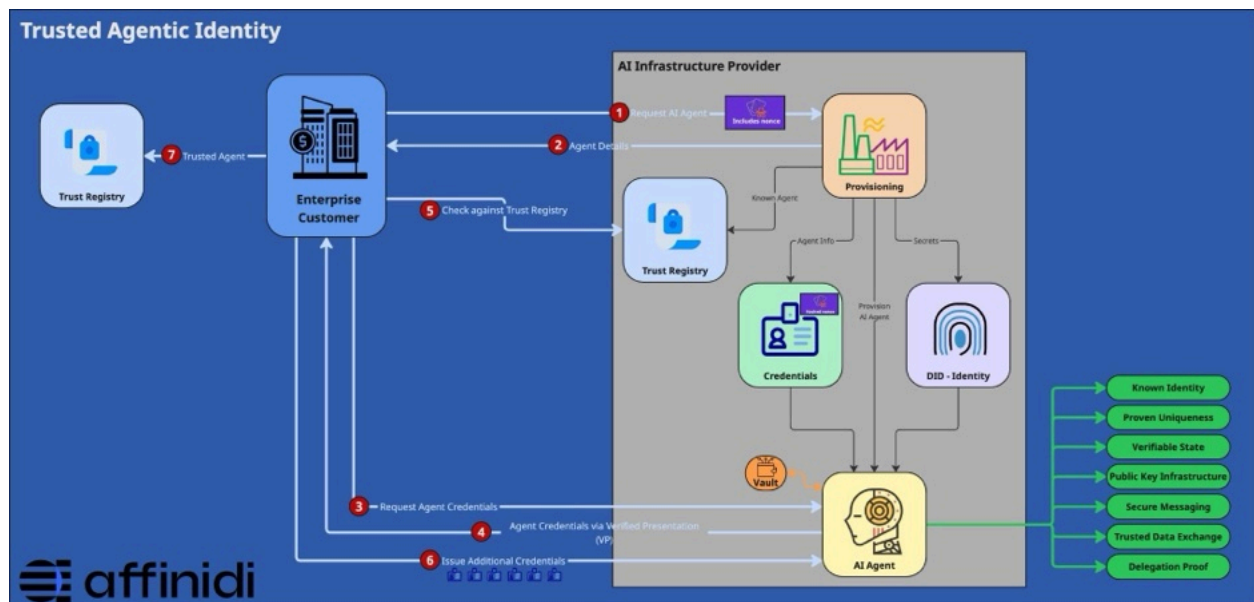 Trusted Agentic Identity
AI Infrastructure Provider
1 Request AI Agent
Includes nonce
2 Agent Details
Provisioning
7 Trusted Agent
Trust Registry
Enterprise
Customer
5 Check against Trust Registry
Known Agent
Trust Registry
Agent Info
Secrets
Provision
AI Agent
Credentials
DID - Identity
Known Identity
Proven Uniqueness
Verifiable State
Public Key Infrastructure
Secure Messaging
Trusted Data Exchange
Delegation Proof
Vault
3 Request Agent Credentials
4 Agent Credentials via Verified Presentation
(VP)
6 Issue Additional Credentials
AI Agent
affinidi